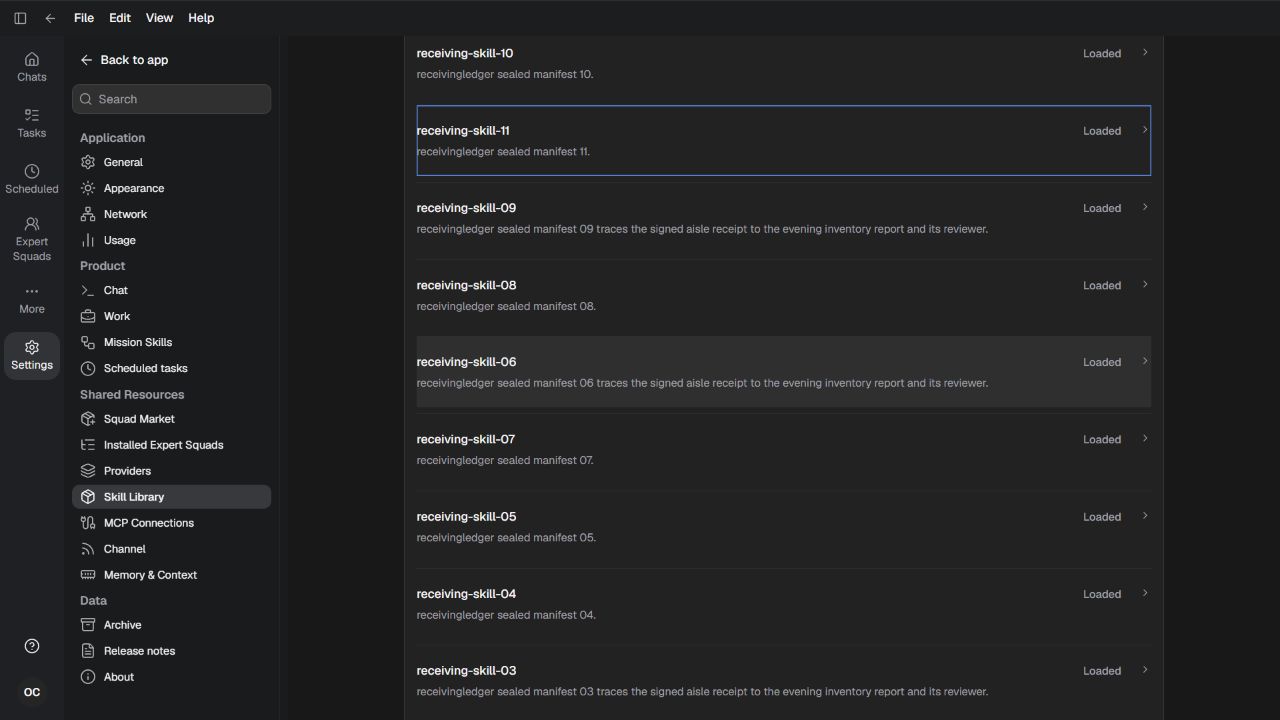 File Edit View Help
Chats
Tasks
Scheduled
Expert
Squads
More
Settings
OC
Back to app
Search
Application
General
Appearance
Network
Usage
Product
Chat
Work
Mission Skills
Scheduled tasks
Shared Resources
Squad Market
Installed Expert Squads
Providers
Skill Library
MCP Connections
Channel
Memory & Context
Data
Archive
Release notes
About
receiving-skill-10 Loaded
receivingledger sealed manifest 10.
receiving-skill-11 Loaded
receivingledger sealed manifest 11.
receiving-skill-09 Loaded
receivingledger sealed manifest 09 traces the signed aisle receipt to the evening inventory report and its reviewer.
receiving-skill-08 Loaded
receivingledger sealed manifest 08.
receiving-skill-06 Loaded
receivingledger sealed manifest 06 traces the signed aisle receipt to the evening inventory report and its reviewer.
receiving-skill-07 Loaded
receivingledger sealed manifest 07.
receiving-skill-05 Loaded
receivingledger sealed manifest 05.
receiving-skill-04 Loaded
receivingledger sealed manifest 04.
receiving-skill-03 Loaded
receivingledger sealed manifest 03 traces the signed aisle receipt to the evening inventory report and its reviewer.